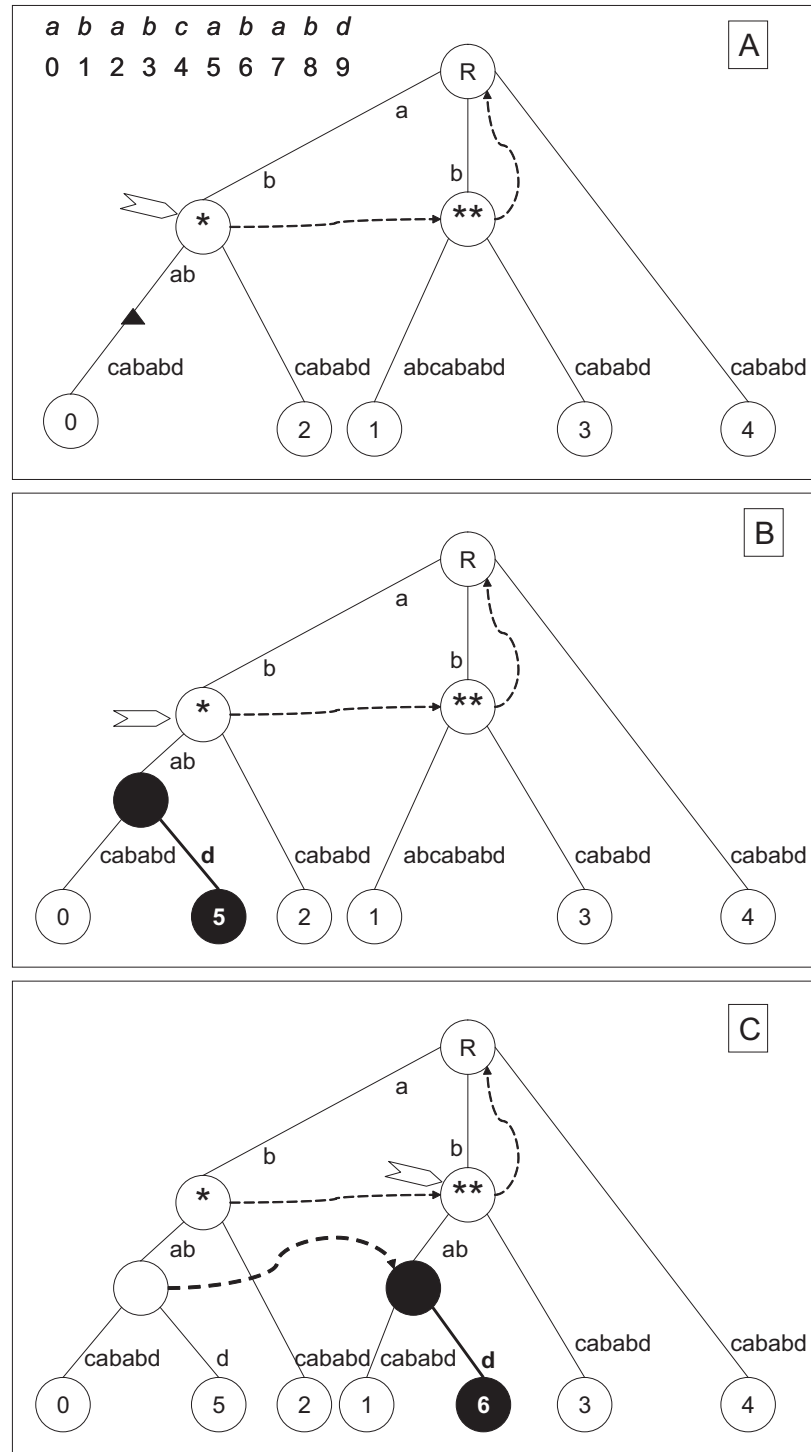 a b a b c a b a b d
0 1 2 3 4 5 6 7 8 9
A
R
a
b
b
* **
ab
cababd cababd abcababd cababd cababd
0 2 1 3 4
B
R
a
b
b
* **
ab
cababd d cababd abcababd cababd cababd
0 5 2 1 3 4
C
R
a
b
b
* **
ab ab
cababd d cababd cababd d cababd cababd
0 5 2 1 6 3 4